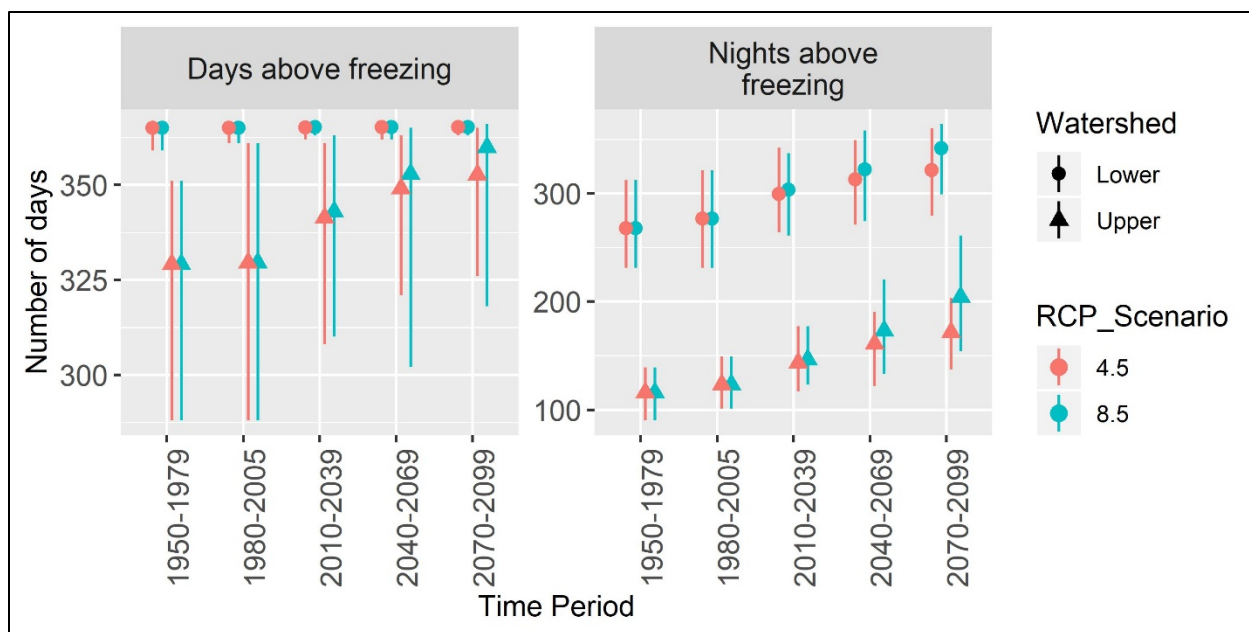 Days above freezing
Nights above
freezing
Number of days
350
325
300
300
200
100
1950-1979
1980-2005
2010-2039
2040-2069
2070-2099
1950-1979
1980-2005
2010-2039
2040-2069
2070-2099
Time Period
Watershed
Lower
Upper
RCP_Scenario
4.5
8.5